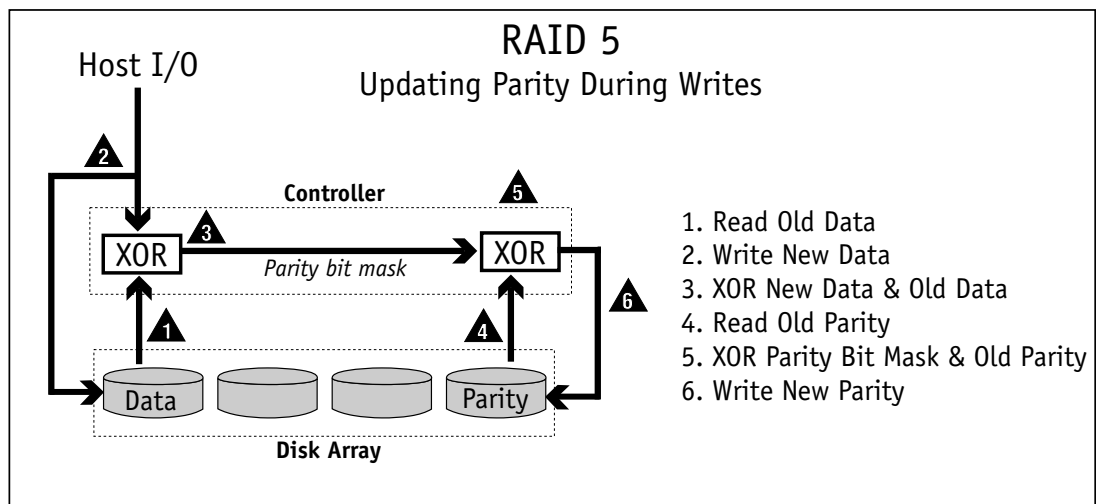 RAID 5
Updating Parity During Writes
Host I/O
2
Controller
5
XOR
3
Parity bit mask
XOR
6
1
4
Data
Parity
Disk Array
1. Read Old Data
2. Write New Data
3. XOR New Data & Old Data
4. Read Old Parity
5. XOR Parity Bit Mask & Old Parity
6. Write New Parity